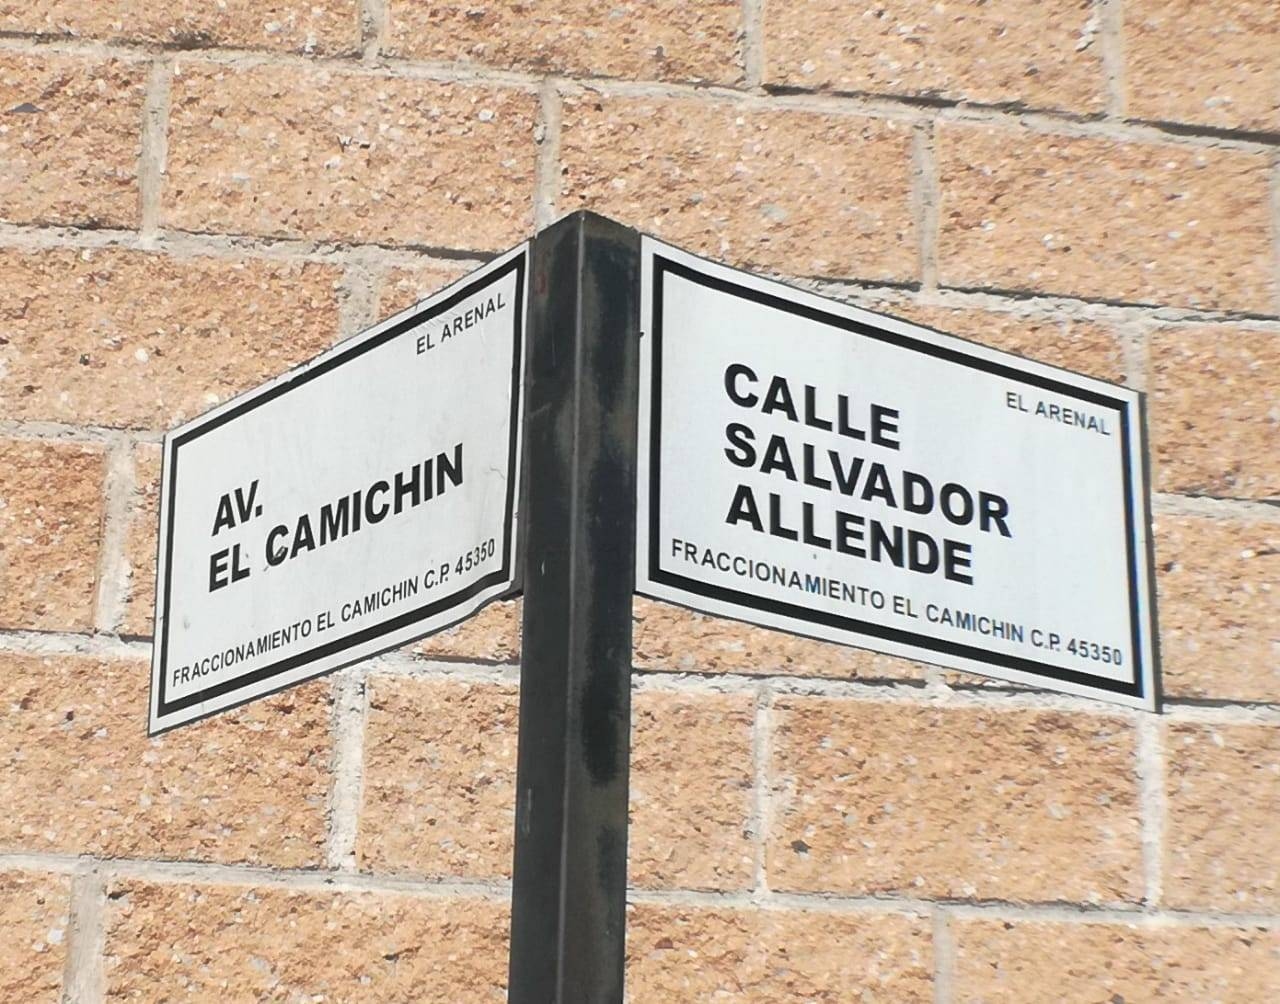 EL ARENAL
AV.
EL CAMICHIN
FRACCIONAMIENTO EL CAMICHIN C.P. 45350
EL ARENAL
CALLE
SALVADOR
ALLENDE
FRACCIONAMIENTO EL CAMICHIN C.P. 45350